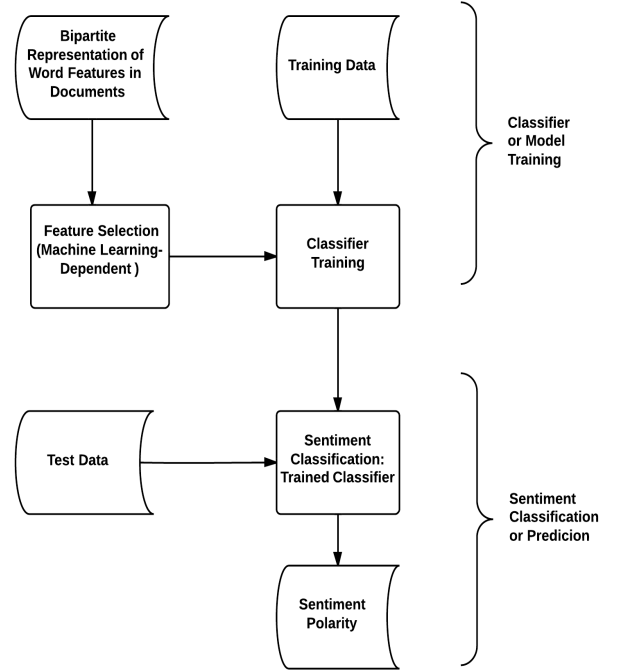 Bipartite
Representation of
Word Features in
Documents
Training Data
Classifier
or Model
Training
Feature Selection
(Machine Learning-
Dependent )
Classifier
Training
Test Data
Sentiment
Classification:
Trained Classifier
Sentiment
Classification
or Predicion
Sentiment
Polarity